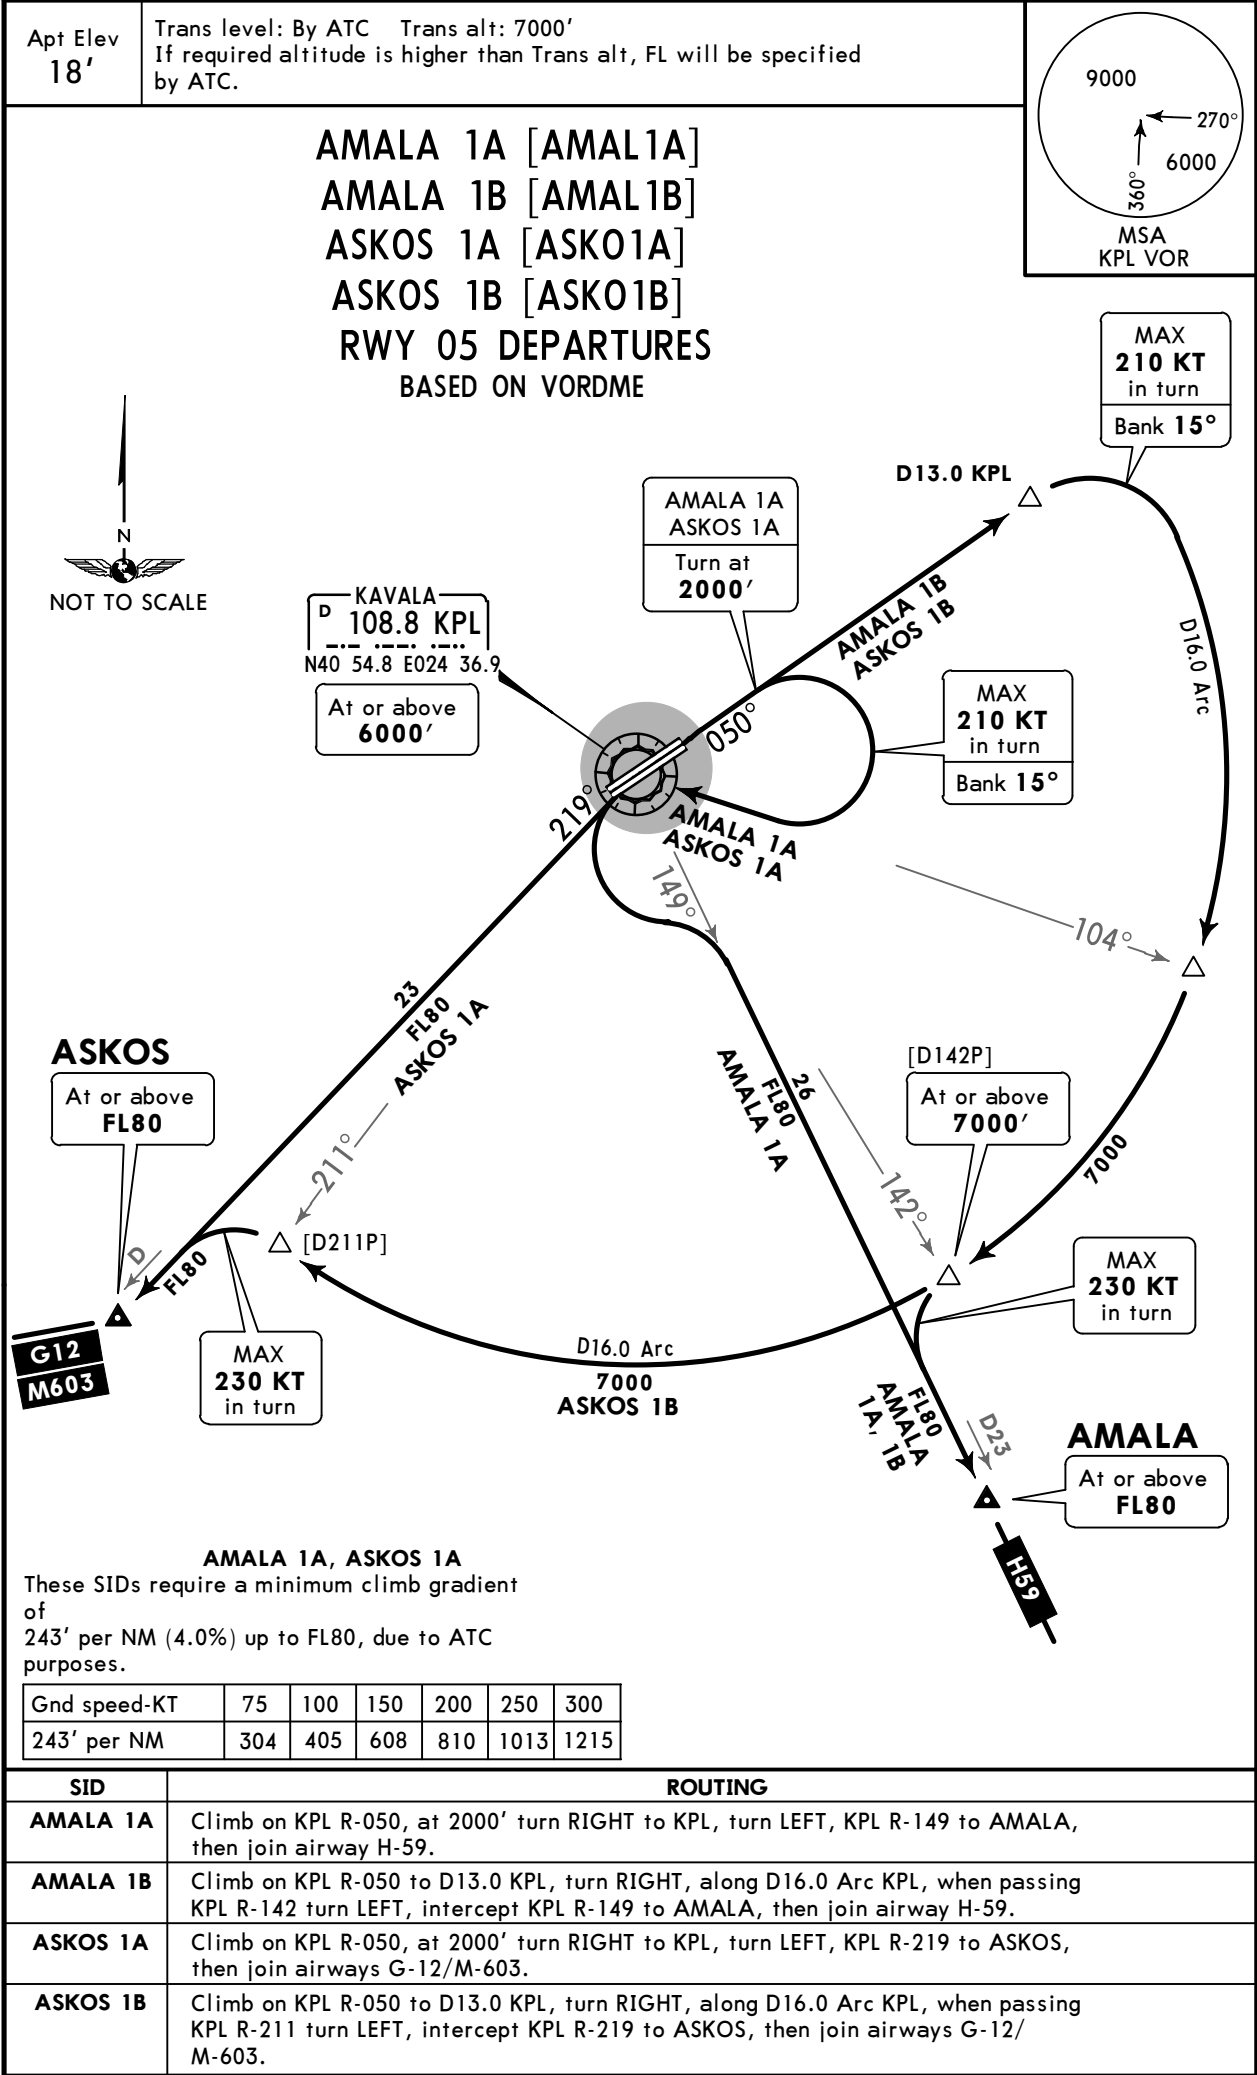 Apt Elev
18'
Trans level: By ATC Trans alt: 7000'
If required altitude is higher than Trans alt, FL will be specified
by ATC.
9000
270°
6000
360°
MSA
KPL VOR
AMALA 1A [AMAL1A]
AMALA 1B [AMAL1B]
ASKOS 1A [ASKO1A]
ASKOS 1B [ASKO1B]
RWY 05 DEPARTURES
BASED ON VORDME
MAX
210 KT
in turn
Bank 15°
N
NOT TO SCALE
D13.0 KPL
AMALA 1A
ASKOS 1A
Turn at
2000'
KAVALA
D 108.8 KPL
N40 54.8 E024 36.9
At or above
6000'
AMALA 1B
ASKOS 1B
D16.0 Arc
050°
MAX
210 KT
in turn
Bank 15°
219°
AMALA 1A
ASKOS 1A
149°
104°
23
FL80
ASKOS 1A
ASKOS
At or above
FL80
211°
26
FL80
AMALA 1A
[D142P]
At or above
7000'
7000
142°
[D211P]
D
FL80
G12
M603
MAX
230 KT
in turn
D16.0 Arc
7000
ASKOS 1B
MAX
230 KT
in turn
FL80
AMALA
1A, 1B
D23
AMALA
At or above
FL80
H59
AMALA 1A, ASKOS 1A
These SIDs require a minimum climb gradient
of
243' per NM (4.0%) up to FL80, due to ATC
purposes.
Gnd speed-KT 75 100 150 200 250 300
243' per NM 304 405 608 810 1013 1215
SID ROUTING
AMALA 1A Climb on KPL R-050, at 2000' turn RIGHT to KPL, turn LEFT, KPL R-149 to AMALA,
then join airway H-59.
AMALA 1B Climb on KPL R-050 to D13.0 KPL, turn RIGHT, along D16.0 Arc KPL, when passing
KPL R-142 turn LEFT, intercept KPL R-149 to AMALA, then join airway H-59.
ASKOS 1A Climb on KPL R-050, at 2000' turn RIGHT to KPL, turn LEFT, KPL R-219 to ASKOS,
then join airways G-12/M-603.
ASKOS 1B Climb on KPL R-050 to D13.0 KPL, turn RIGHT, along D16.0 Arc KPL, when passing
KPL R-211 turn LEFT, intercept KPL R-219 to ASKOS, then join airways G-12/
M-603.